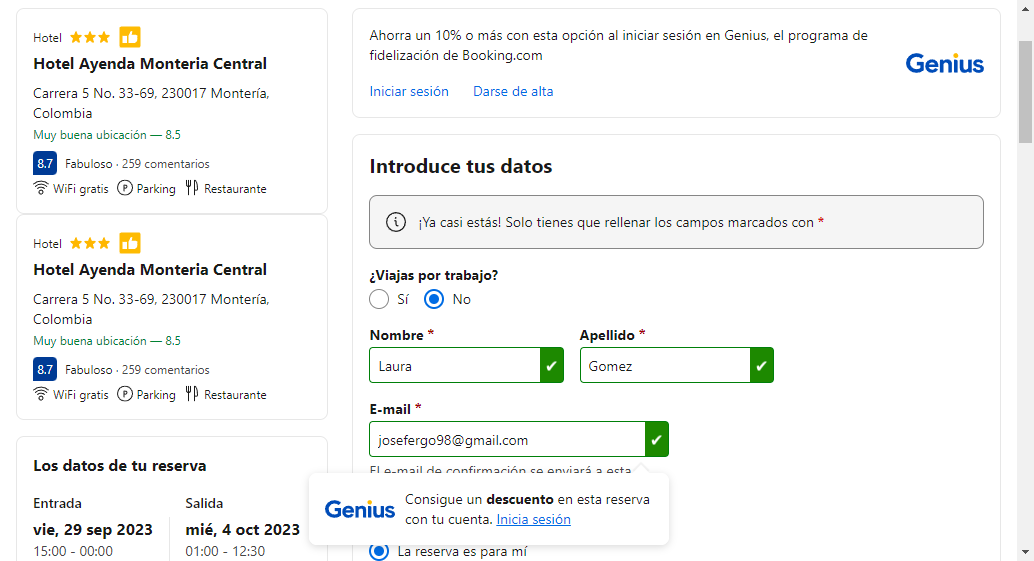 Hotel
Hotel Ayenda Monteria Central
Carrera 5 No. 33-69, 230017 Montería,
Colombia
Muy buena ubicación — 8.5
8.7 Fabuloso · 259 comentarios
WiFi gratis P Parking Restaurante
Hotel
Hotel Ayenda Monteria Central
Carrera 5 No. 33-69, 230017 Montería,
Colombia
Muy buena ubicación — 8.5
8.7 Fabuloso · 259 comentarios
WiFi gratis P Parking Restaurante
Los datos de tu reserva
Entrada
vie, 29 sep 2023
15:00 - 00:00
Salida
mié, 4 oct 2023
01:00 - 12:30
Ahorra un 10% o más con esta opción al iniciar sesión en Genius, el programa de
fidelización de Booking.com
Genius
Iniciar sesión Darse de alta
Introduce tus datos
¡Ya casi estás! Solo tienes que rellenar los campos marcados con *
¿Viajas por trabajo?
Sí No
Nombre * Apellido *
Laura Gomez
E-mail *
josefergo98@gmail.com
El e-mail de confirmación se enviará a esta
Genius
Consigue un descuento en esta reserva
con tu cuenta. Inicia sesión
La reserva es para mí